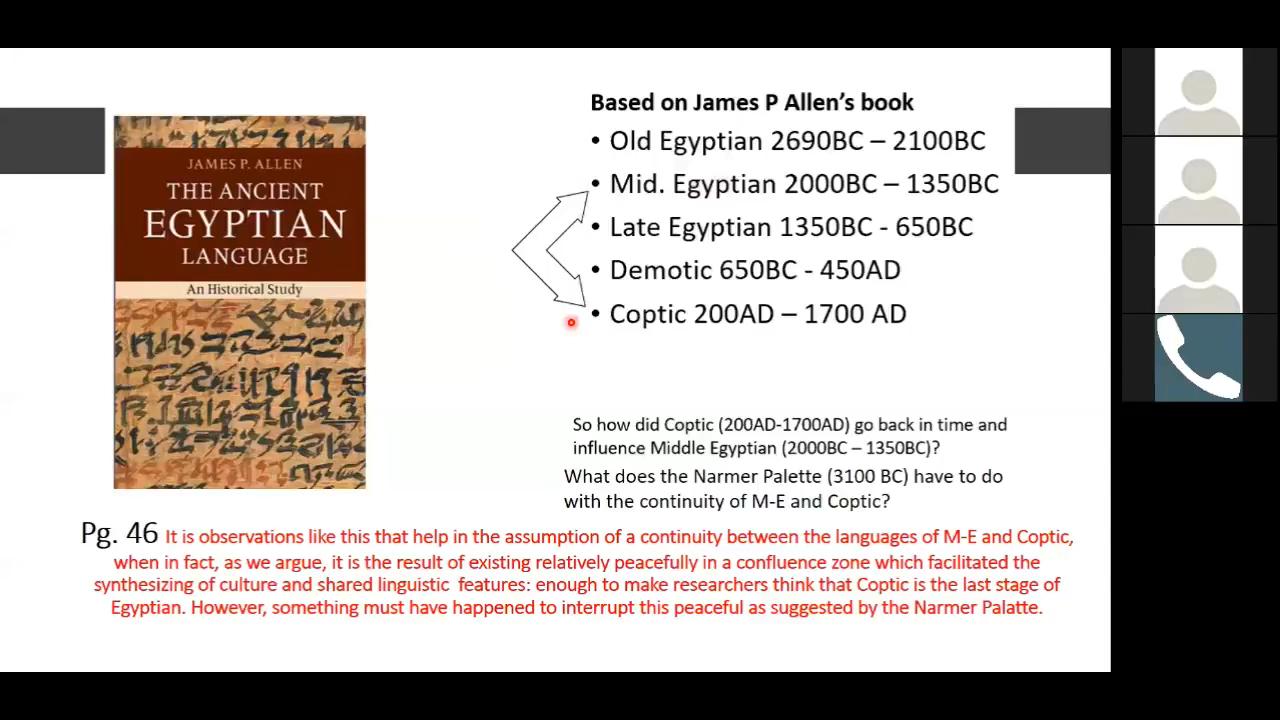 JAMES P. ALLEN
THE ANCIENT
EGYPTIAN
LANGUAGE
An Historical Study
Based on James P Allen’s book
• Old Egyptian 2690BC – 2100BC
• Mid. Egyptian 2000BC – 1350BC
• Late Egyptian 1350BC - 650BC
• Demotic 650BC - 450AD
• Coptic 200AD – 1700 AD
So how did Coptic (200AD-1700AD) go back in time and
influence Middle Egyptian (2000BC – 1350BC)?
What does the Narmer Palette (3100 BC) have to do
with the continuity of M-E and Coptic?
Pg. 46 It is observations like this that help in the assumption of a continuity between the languages of M-E and Coptic,
when in fact, as we argue, it is the result of existing relatively peacefully in a confluence zone which facilitated the
synthesizing of culture and shared linguistic features: enough to make researchers think that Coptic is the last stage of
Egyptian. However, something must have happened to interrupt this peaceful as suggested by the Narmer Palatte.